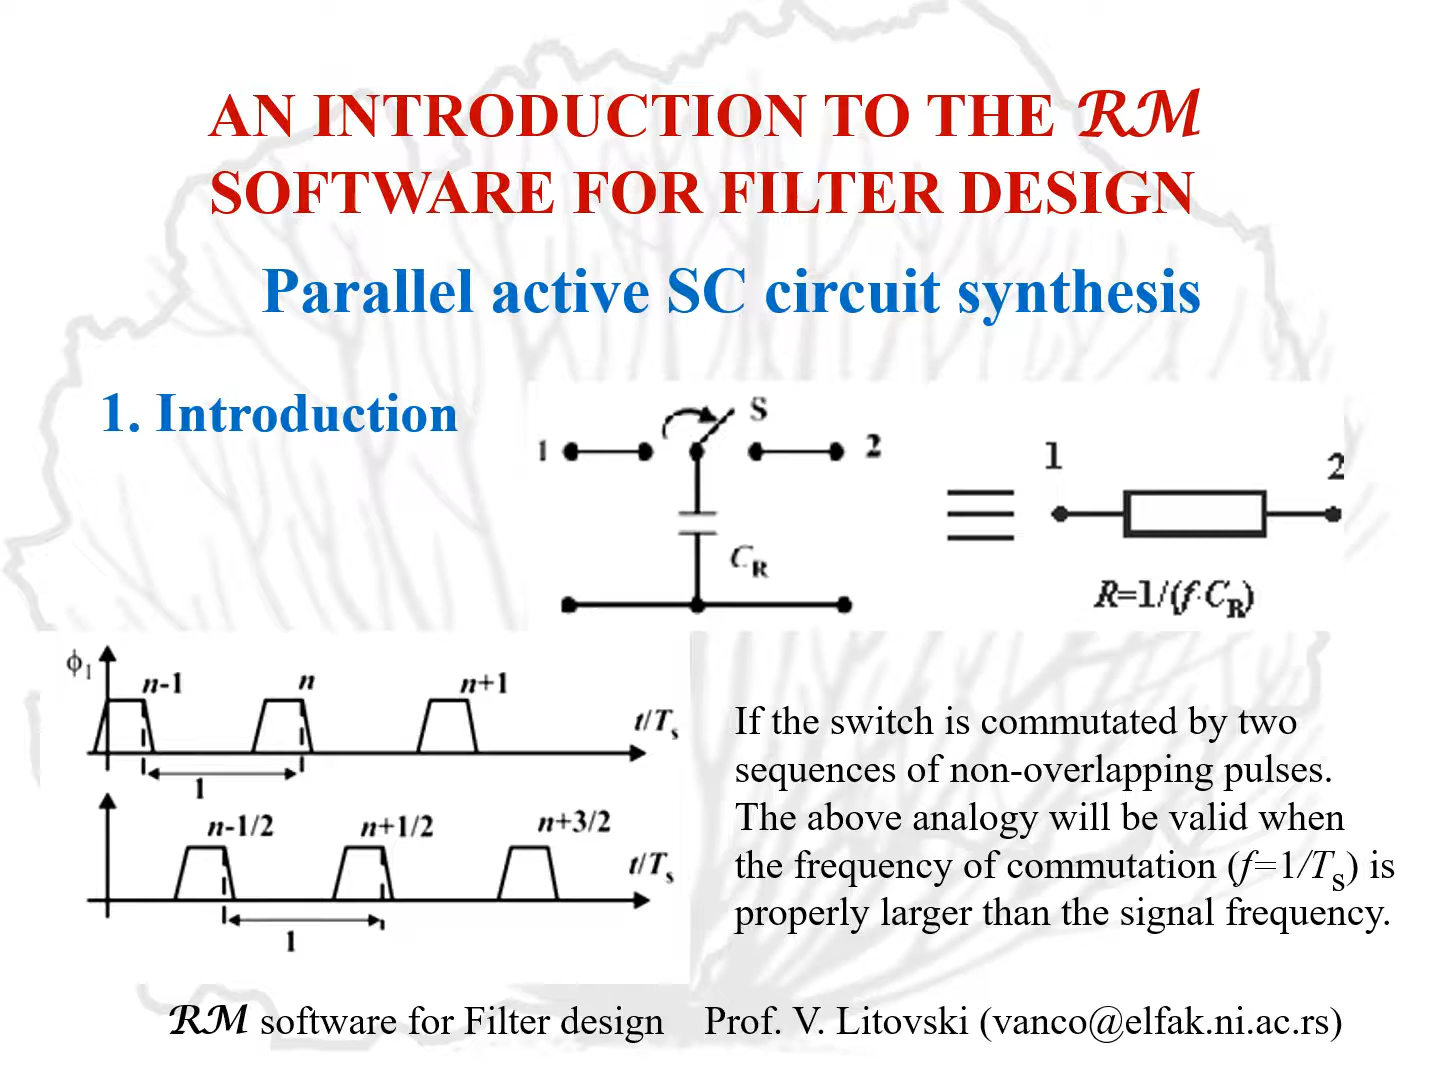 AN INTRODUCTION TO THE ℛℳ
SOFTWARE FOR FILTER DESIGN
Parallel active SC circuit synthesis
1. Introduction
S
1
2
C_R
1
2
R=1/(f·C_R)
ϕ₁
n-1
n
n+1
t/Tₛ
1
n-1/2
n+1/2
n+3/2
t/Tₛ
1
If the switch is commutated by two
sequences of non-overlapping pulses.
The above analogy will be valid when
the frequency of commutation (f=1/Tₛ) is
properly larger than the signal frequency.
ℛℳ software for Filter design Prof. V. Litovski (vanco@elfak.ni.ac.rs)